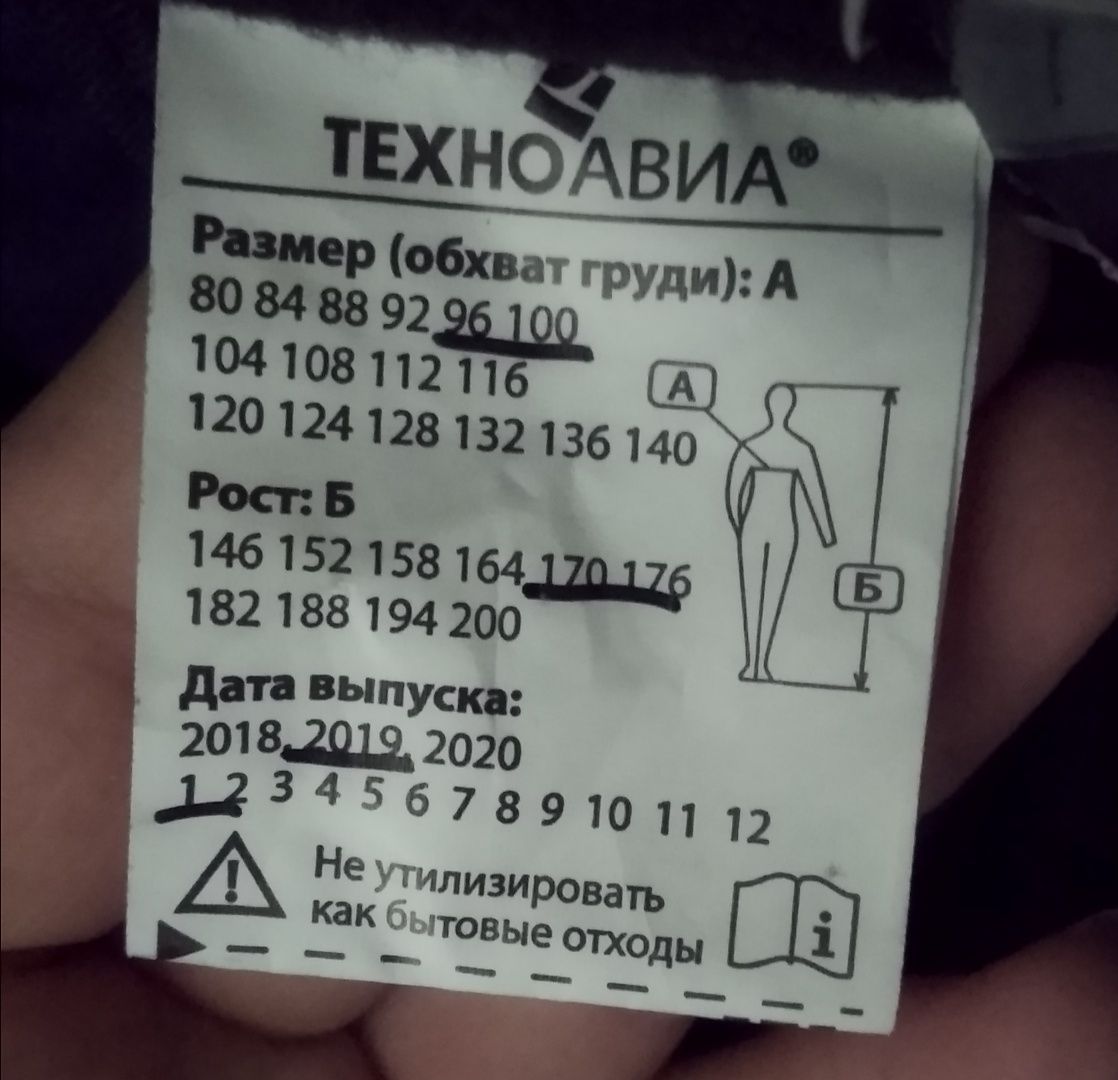 ТЕХНОАВИА®
Размер (обхват груди): А
80 84 88 92 96 100
104 108 112 116
120 124 128 132 136 140
А
Рост: Б
146 152 158 164 170 176
182 188 194 200
Б
Дата выпуска:
2018, 2019, 2020
1 2 3 4 5 6 7 8 9 10 11 12
!
Не утилизировать
как бытовые отходы
i